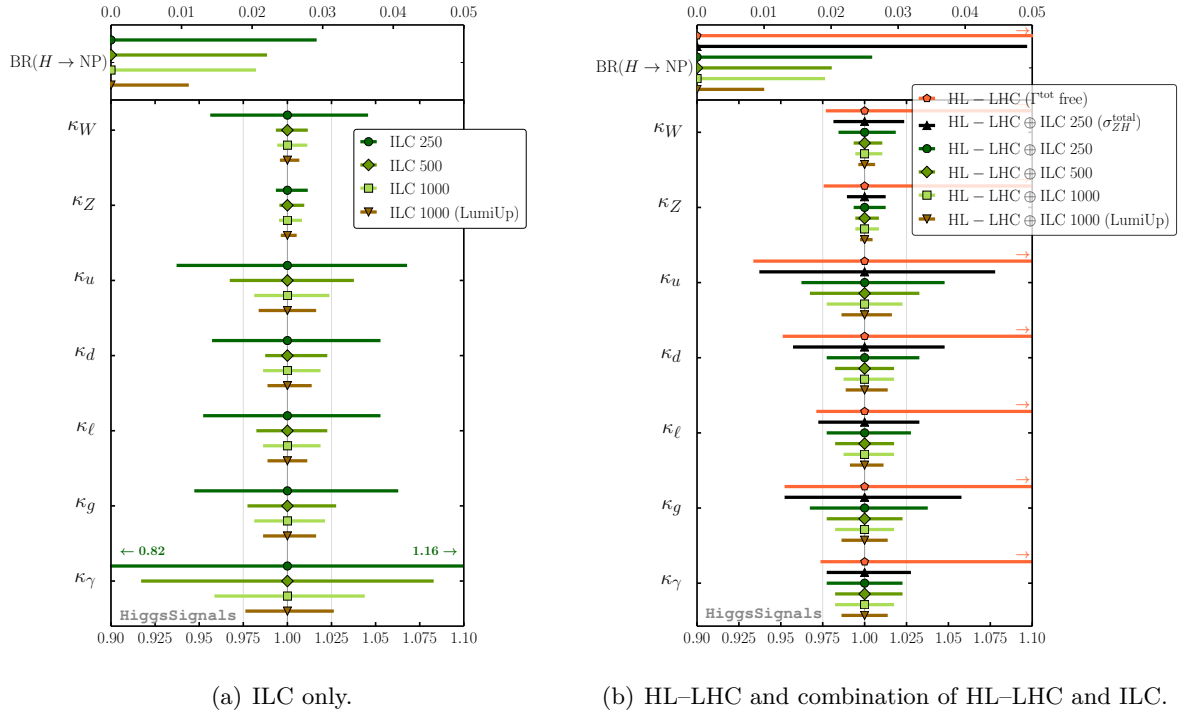 0.0 0.01 0.02 0.03 0.04 0.05
BR(H → NP)
κW
κZ
κu
κd
κℓ
κg
κγ
ILC 250
ILC 500
ILC 1000
ILC 1000 (LumiUp)
← 0.82
1.16 →
HiggsSignals
0.90 0.925 0.95 0.975 1.00 1.025 1.05 1.075 1.10
(a) ILC only.
0.0 0.01 0.02 0.03 0.04 0.05
→
BR(H → NP)
κW
κZ
κu
κd
κℓ
κg
κγ
HL − LHC (Γ^tot free)
HL − LHC ⊕ ILC 250 (σ_ZH^total)
HL − LHC ⊕ ILC 250
HL − LHC ⊕ ILC 500
HL − LHC ⊕ ILC 1000
HL − LHC ⊕ ILC 1000 (LumiUp)
→
→
→
→
→
HiggsSignals
0.90 0.925 0.95 0.975 1.00 1.025 1.05 1.075 1.10
(b) HL–LHC and combination of HL–LHC and ILC.